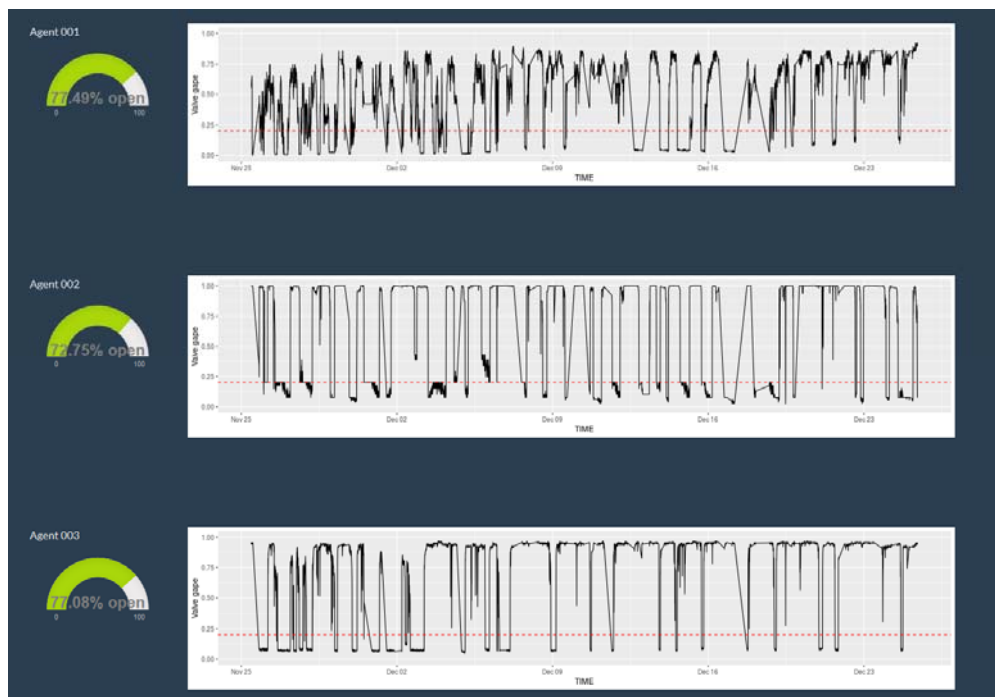 Agent 001
77.49% open
0 100
Valve gape
1.00
0.75
0.50
0.25
0.00
Nov 25 Dec 02 Dec 09 Dec 16 Dec 23
TIME
Agent 002
72.75% open
0 100
Valve gape
1.00
0.75
0.50
0.25
0.00
Nov 25 Dec 02 Dec 09 Dec 16 Dec 23
TIME
Agent 003
77.08% open
0 100
Valve gape
1.00
0.75
0.50
0.25
0.00
Nov 25 Dec 02 Dec 09 Dec 16 Dec 23
TIME